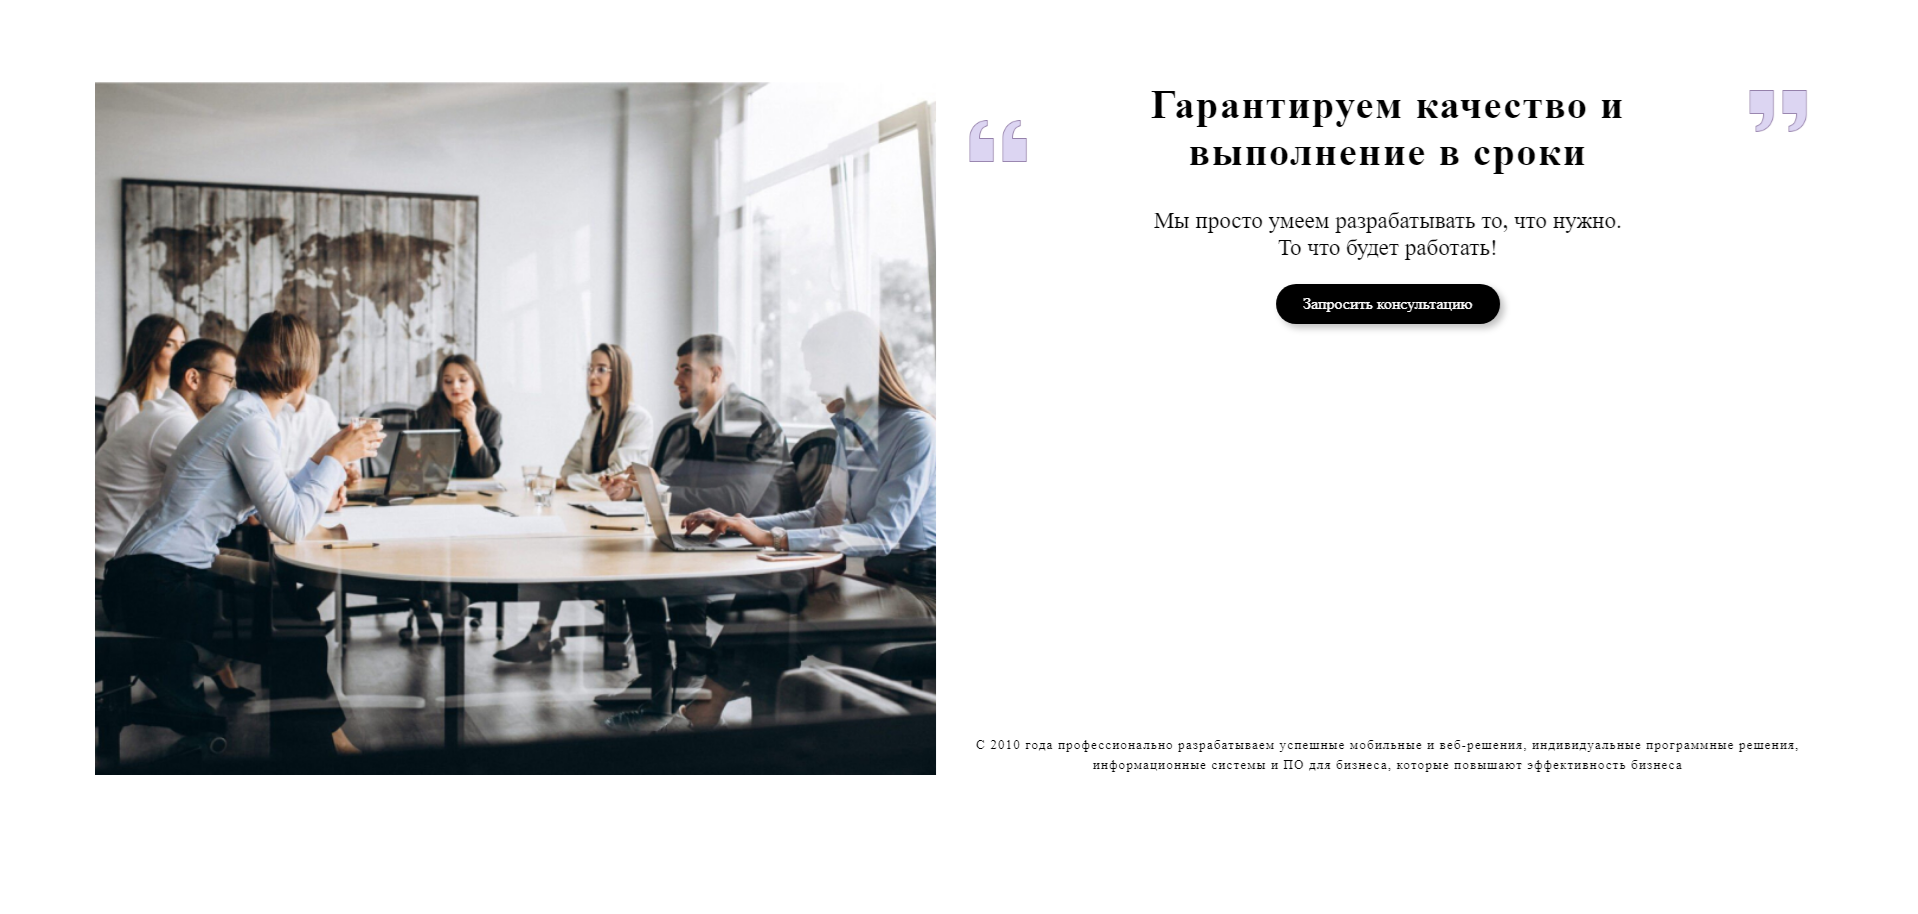 “
Гарантируем качество и
выполнение в сроки
”
Мы просто умеем разрабатывать то, что нужно.
То что будет работать!
Запросить консультацию
С 2010 года профессионально разрабатываем успешные мобильные и веб-решения, индивидуальные программные решения,
информационные системы и ПО для бизнеса, которые повышают эффективность бизнеса